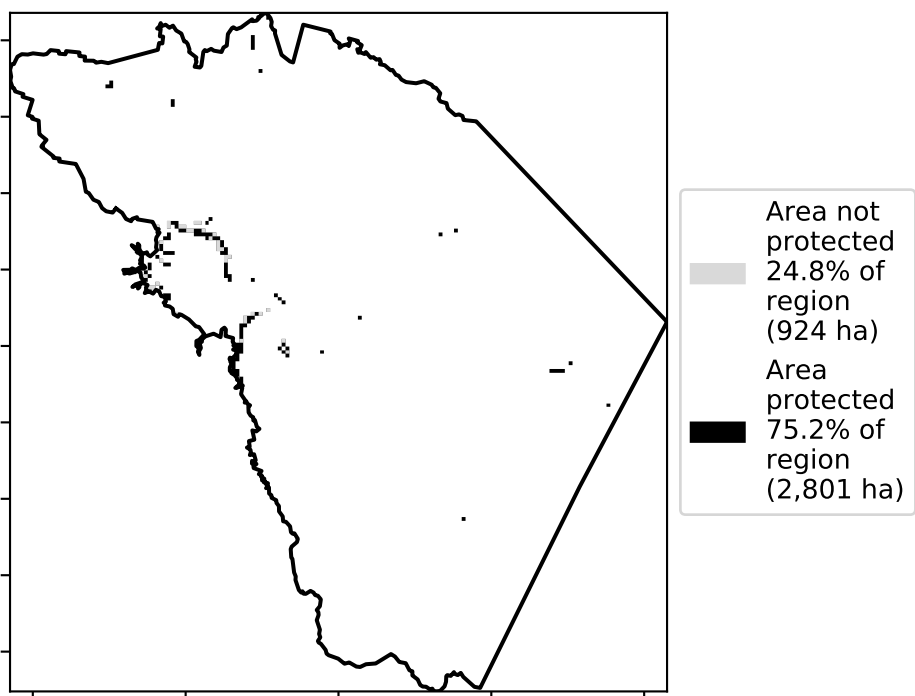 Area not
protected
24.8% of
region
(924 ha)
Area
protected
75.2% of
region
(2,801 ha)